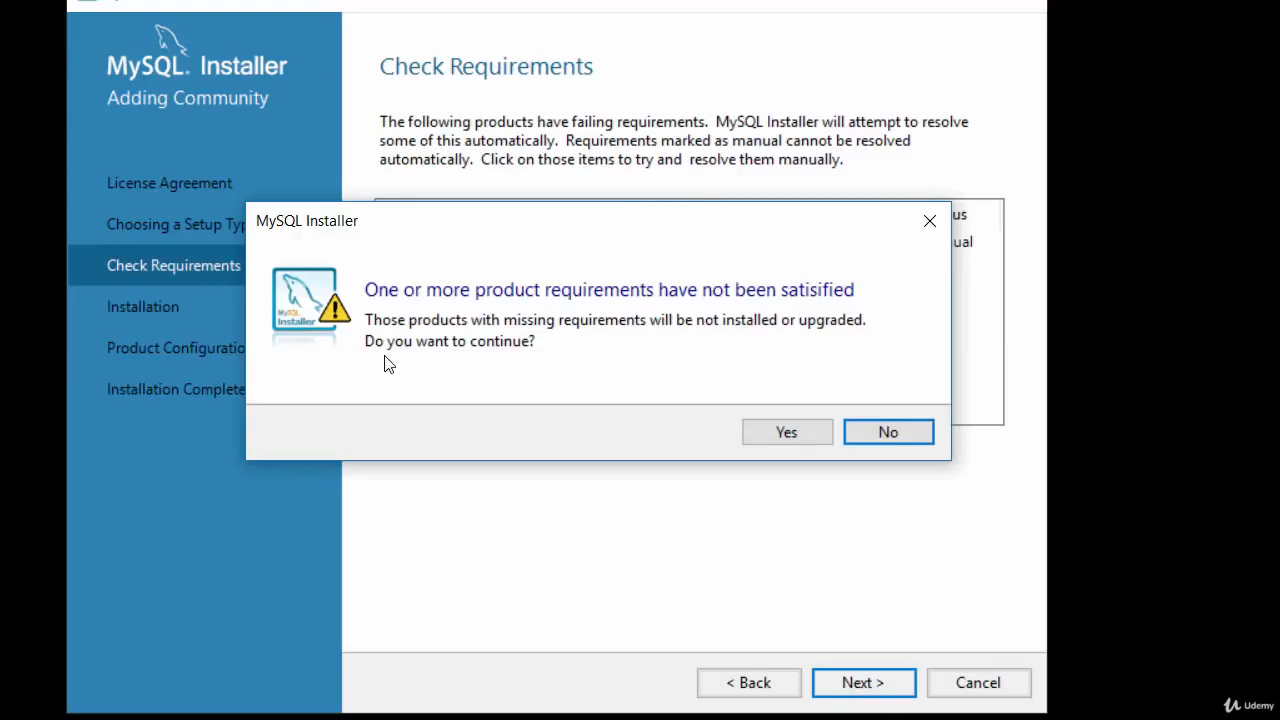 MySQL. Installer
Adding Community
License Agreement
Choosing a Setup Typ
Check Requirements
Installation
Product Configuratio
Installation Complete
Check Requirements
The following products have failing requirements. MySQL Installer will attempt to resolve
some of this automatically. Requirements marked as manual cannot be resolved
automatically. Click on those items to try and resolve them manually.
us
ual
MySQL Installer
MySQL
Installer
One or more product requirements have not been satisified
Those products with missing requirements will be not installed or upgraded.
Do you want to continue?
Yes
No
< Back
Next >
Cancel
Udemy